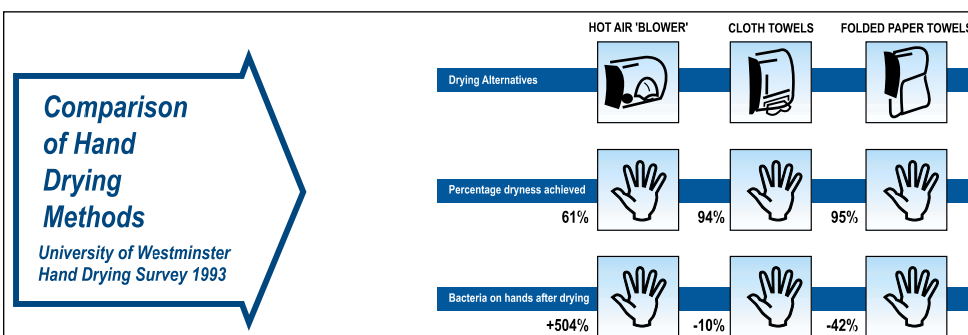 Comparison
of Hand
Drying
Methods
University of Westminster
Hand Drying Survey 1993
HOT AIR 'BLOWER' CLOTH TOWELS FOLDED PAPER TOWELS
Drying Alternatives
Percentage dryness achieved
61% 94% 95%
Bacteria on hands after drying
+504% -10% -42%